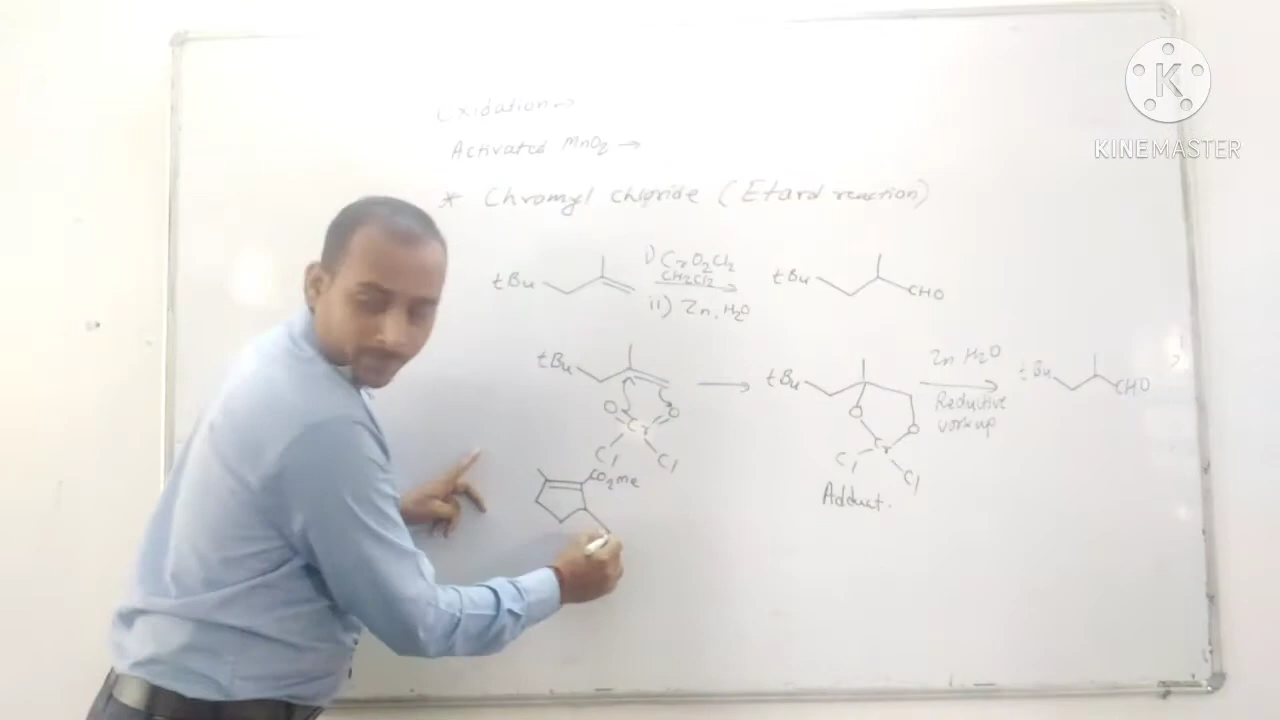 Oxidation →
Activated MnO2 →
* Chromyl chloride (Etard reaction)
tBu i) CrO2Cl2 tBu CHO
CH2Cl2
ii) Zn, H2O
tBu tBu Zn H2O tBu CHO
Reductive
workup
O O O O
Cr Cr
Cl Cl Cl Cl
CO2Me
Adduct.
K
KINEMASTER